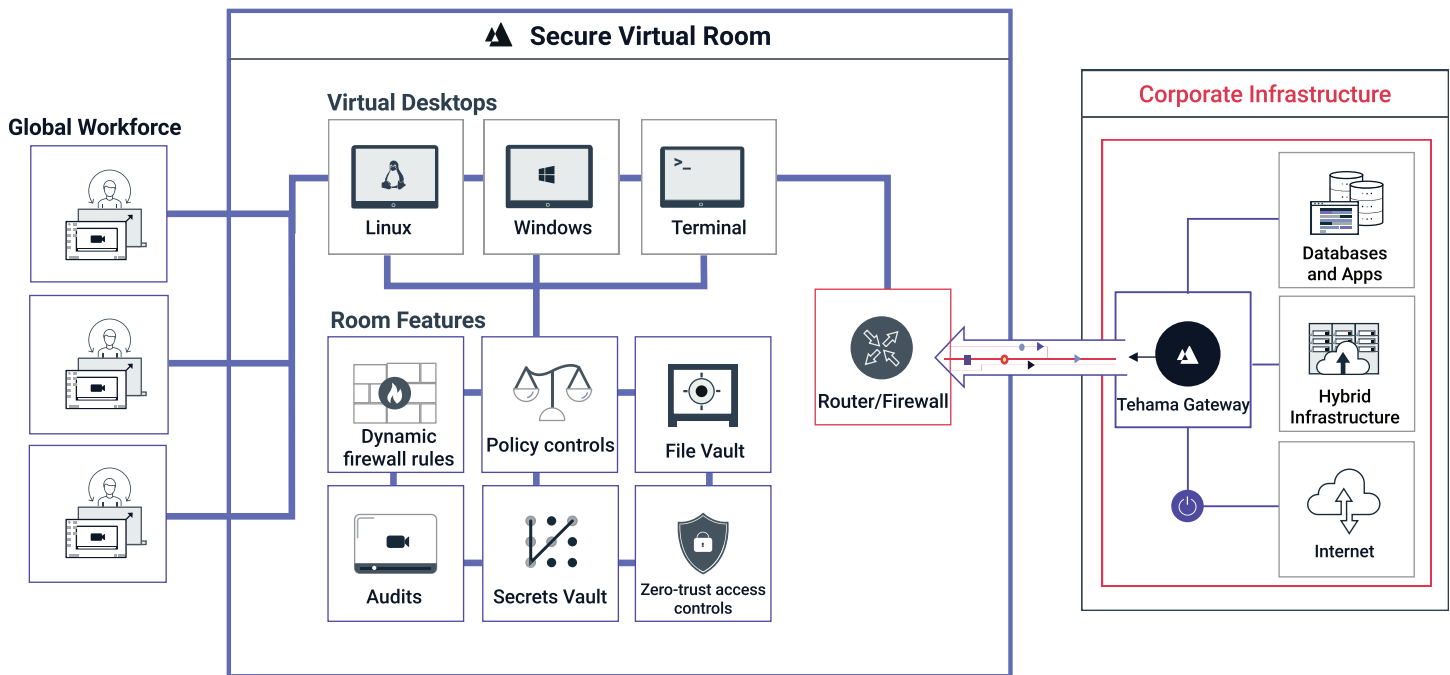 Secure Virtual Room
Global Workforce
Virtual Desktops
Linux
Windows
>_
Terminal
Room Features
Dynamic
firewall rules
Policy controls
File Vault
Audits
Secrets Vault
Zero-trust access
controls
Router/Firewall
Corporate Infrastructure
Tehama Gateway
Databases
and Apps
Hybrid
Infrastructure
Internet